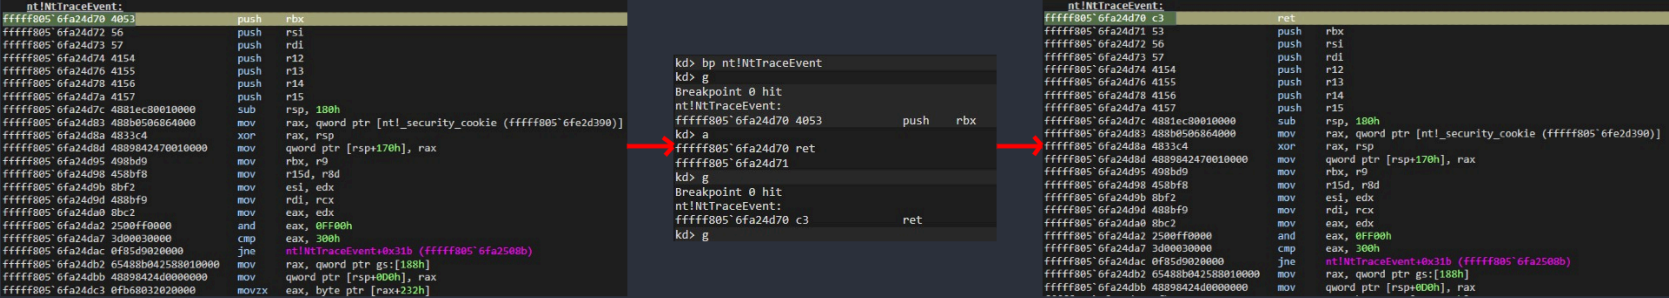 nt!NtTraceEvent:
fffff805`6fa24d70 4053 push rbx
fffff805`6fa24d72 56 push rsi
fffff805`6fa24d73 57 push rdi
fffff805`6fa24d74 4154 push r12
fffff805`6fa24d76 4155 push r13
fffff805`6fa24d78 4156 push r14
fffff805`6fa24d7a 4157 push r15
fffff805`6fa24d7c 4881ec80010000 sub rsp, 180h
fffff805`6fa24d83 488b0506864000 mov rax, qword ptr [nt!_security_cookie (fffff805`6fe2d390)]
fffff805`6fa24d8a 4833c4 xor rax, rsp
fffff805`6fa24d8d 4889842470010000 mov qword ptr [rsp+170h], rax
fffff805`6fa24d95 498bd9 mov rbx, r9
fffff805`6fa24d98 458bf8 mov r15d, r8d
fffff805`6fa24d9b 8bf2 mov esi, edx
fffff805`6fa24d9d 488bf9 mov rdi, rcx
fffff805`6fa24da0 8bc2 mov eax, edx
fffff805`6fa24da2 2500ff0000 and eax, 0FF00h
fffff805`6fa24da7 3d00030000 cmp eax, 300h
fffff805`6fa24dac 0f85d9020000 jne nt!NtTraceEvent+0x31b (fffff805`6fa2508b)
fffff805`6fa24db2 65488b042588010000 mov rax, qword ptr gs:[188h]
fffff805`6fa24dbb 48898424d0000000 mov qword ptr [rsp+0D0h], rax
fffff805`6fa24dc3 0fb68032020000 movzx eax, byte ptr [rax+232h]
kd> bp nt!NtTraceEvent
kd> g
Breakpoint 0 hit
nt!NtTraceEvent:
fffff805`6fa24d70 4053 push rbx
kd> a
fffff805`6fa24d70 ret
fffff805`6fa24d71
kd> g
Breakpoint 0 hit
nt!NtTraceEvent:
fffff805`6fa24d70 c3 ret
kd> g
nt!NtTraceEvent:
fffff805`6fa24d70 c3 ret
fffff805`6fa24d71 53 push rbx
fffff805`6fa24d72 56 push rsi
fffff805`6fa24d73 57 push rdi
fffff805`6fa24d74 4154 push r12
fffff805`6fa24d76 4155 push r13
fffff805`6fa24d78 4156 push r14
fffff805`6fa24d7a 4157 push r15
fffff805`6fa24d7c 4881ec80010000 sub rsp, 180h
fffff805`6fa24d83 488b0506864000 mov rax, qword ptr [nt!_security_cookie (fffff805`6fe2d390)]
fffff805`6fa24d8a 4833c4 xor rax, rsp
fffff805`6fa24d8d 4889842470010000 mov qword ptr [rsp+170h], rax
fffff805`6fa24d95 498bd9 mov rbx, r9
fffff805`6fa24d98 458bf8 mov r15d, r8d
fffff805`6fa24d9b 8bf2 mov esi, edx
fffff805`6fa24d9d 488bf9 mov rdi, rcx
fffff805`6fa24da0 8bc2 mov eax, edx
fffff805`6fa24da2 2500ff0000 and eax, 0FF00h
fffff805`6fa24da7 3d00030000 cmp eax, 300h
fffff805`6fa24dac 0f85d9020000 jne nt!NtTraceEvent+0x31b (fffff805`6fa2508b)
fffff805`6fa24db2 65488b042588010000 mov rax, qword ptr gs:[188h]
fffff805`6fa24dbb 48898424d0000000 mov qword ptr [rsp+0D0h], rax